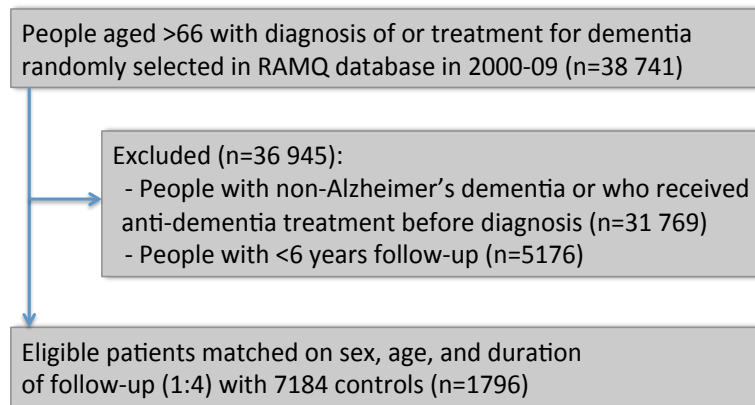 People aged >66 with diagnosis of or treatment for dementia
randomly selected in RAMQ database in 2000-09 (n=38 741)
Excluded (n=36 945):
- People with non-Alzheimer's dementia or who received
anti-dementia treatment before diagnosis (n=31 769)
- People with <6 years follow-up (n=5176)
Eligible patients matched on sex, age, and duration
of follow-up (1:4) with 7184 controls (n=1796)